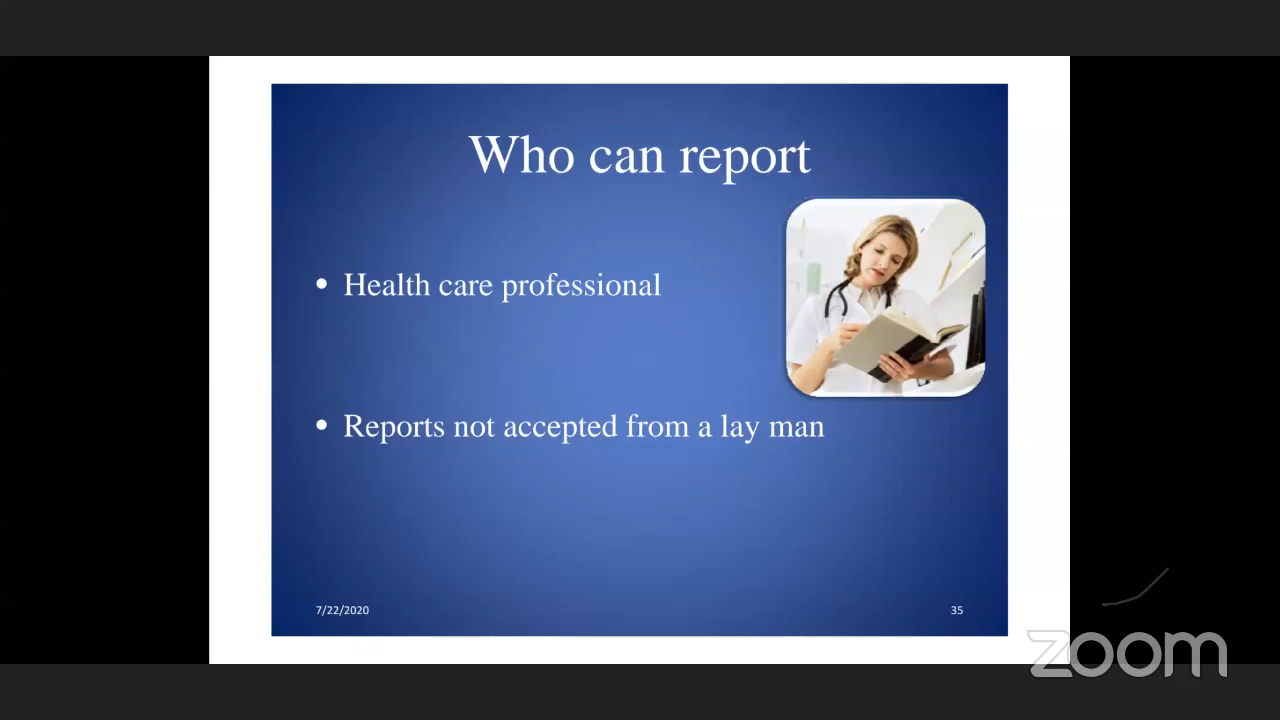 Who can report
• Health care professional
• Reports not accepted from a lay man
7/22/2020
35
zoom